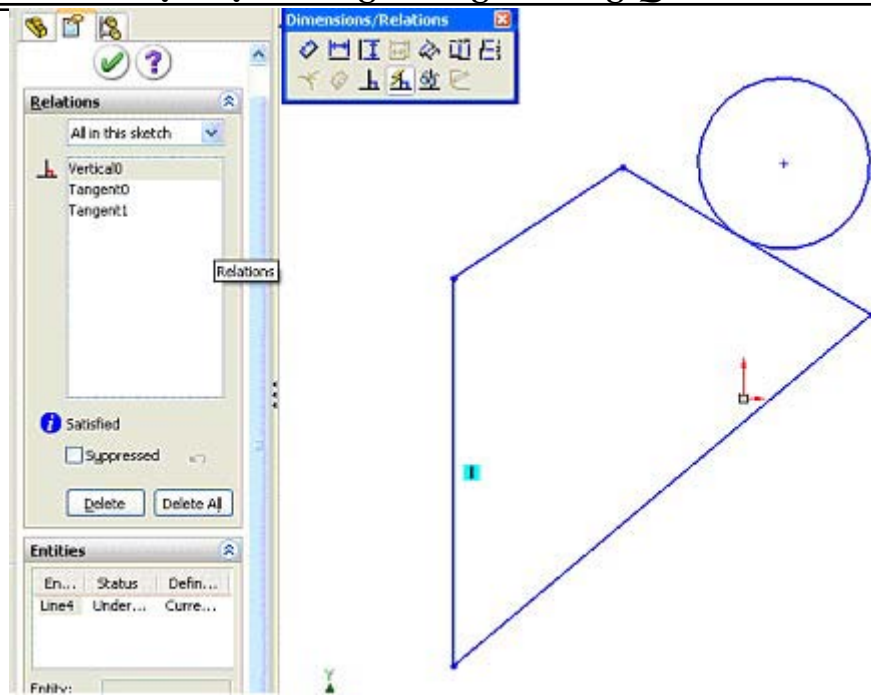 Dimensions/Relations
Relations
All in this sketch
Vertical0
Tangent0
Tangent1
Relations
i Satisfied
Suppressed
Delete Delete All
Entities
En... Status Defin...
Line4 Under... Curre...
Entity:
Y